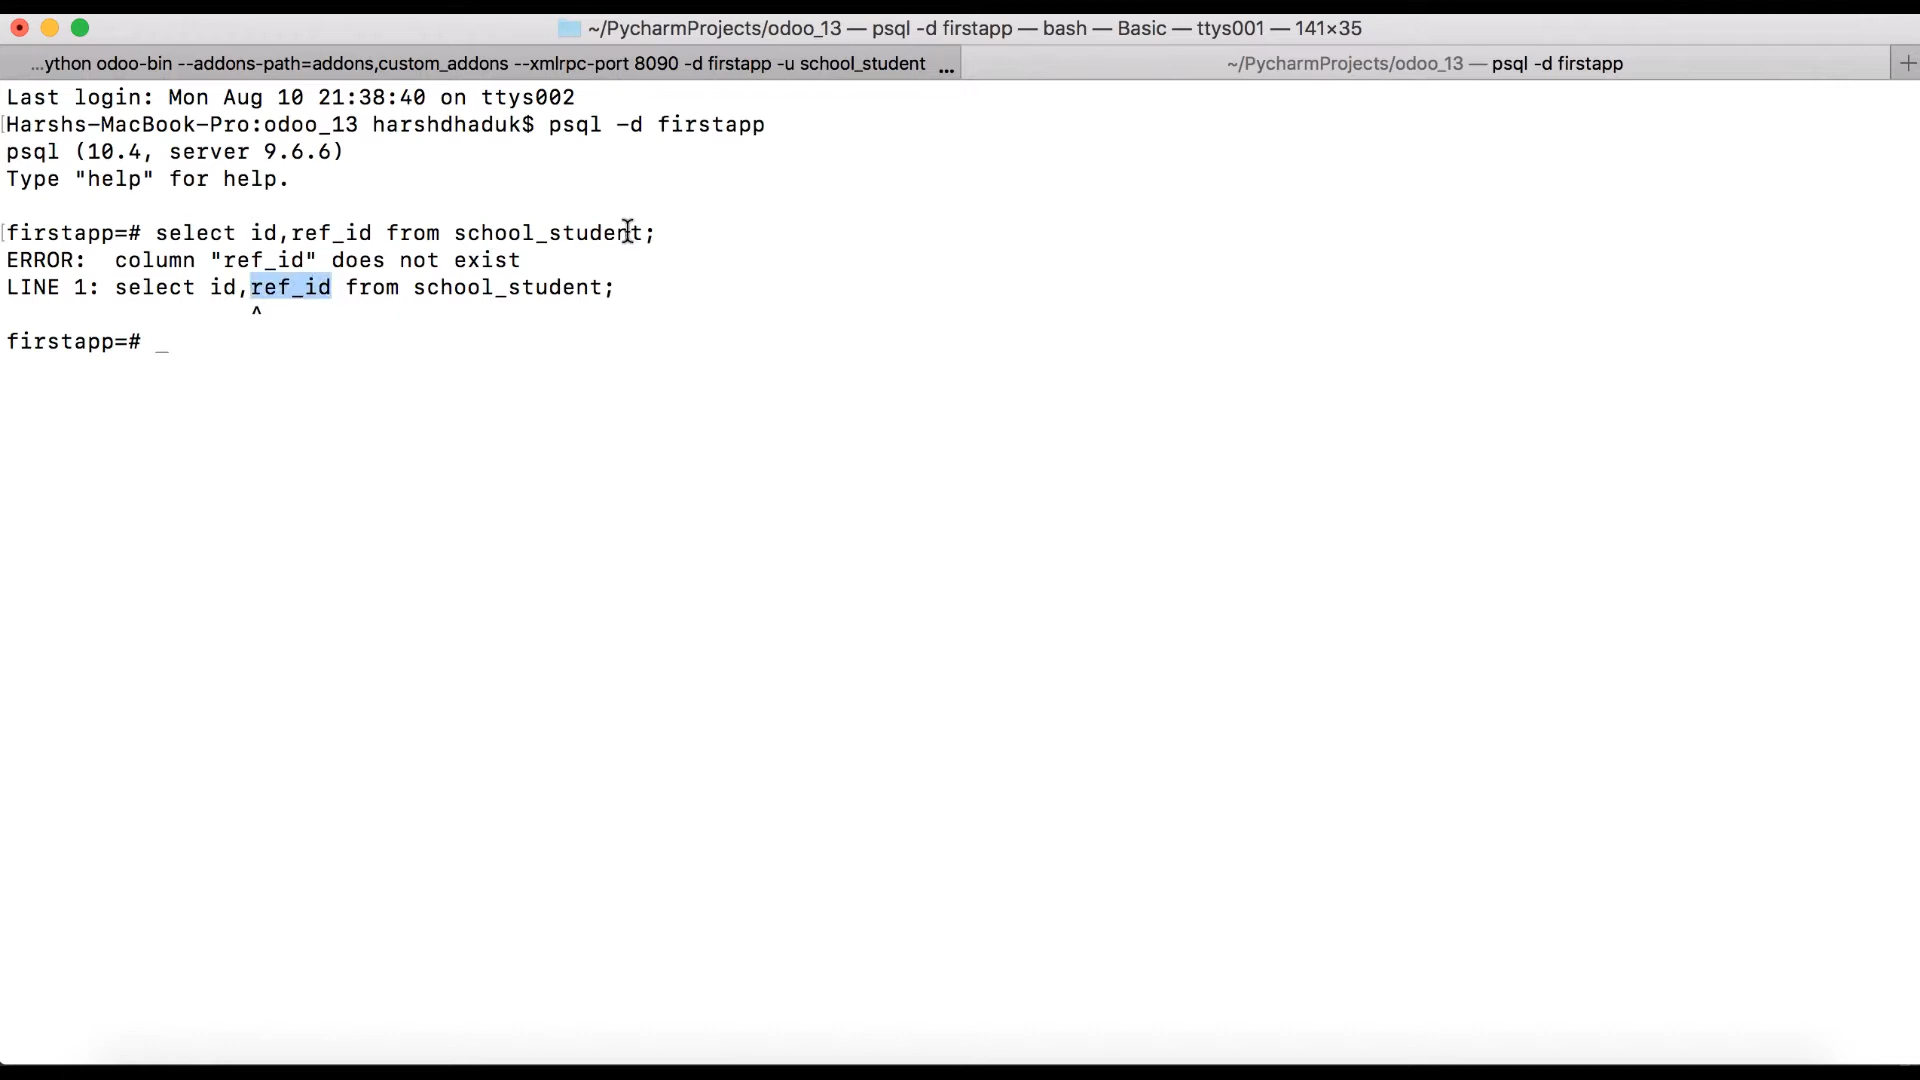 ~/PycharmProjects/odoo_13 — psql -d firstapp — bash — Basic — ttys001 — 141×35
...ython odoo-bin --addons-path=addons,custom_addons --xmlrpc-port 8090 -d firstapp -u school_student ...
~/PycharmProjects/odoo_13 — psql -d firstapp
Last login: Mon Aug 10 21:38:40 on ttys002
[Harshs-MacBook-Pro:odoo_13 harshdhaduk$ psql -d firstapp
psql (10.4, server 9.6.6)
Type "help" for help.
[firstapp=# select id,ref_id from school_student;
ERROR:  column "ref_id" does not exist
LINE 1: select id,ref_id from school_student;
^
firstapp=# _